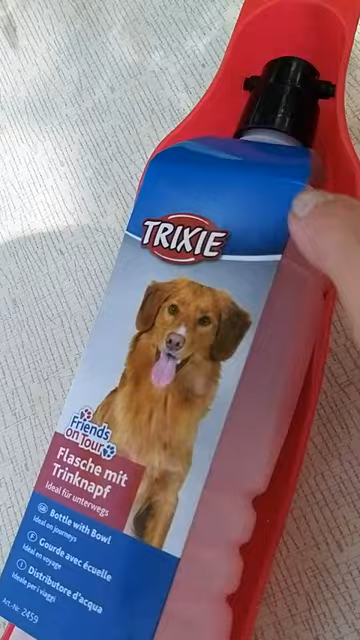 TRIXIE
Friends
on Tour
Flasche mit
Trinknapf
Ideal für unterwegs
GB Bottle with Bowl
Ideal on journeys
F Gourde avec écuelle
Idéal en voyage
I Distributore d'acqua
Ideale per i viaggi
Art.-Nr. 2459